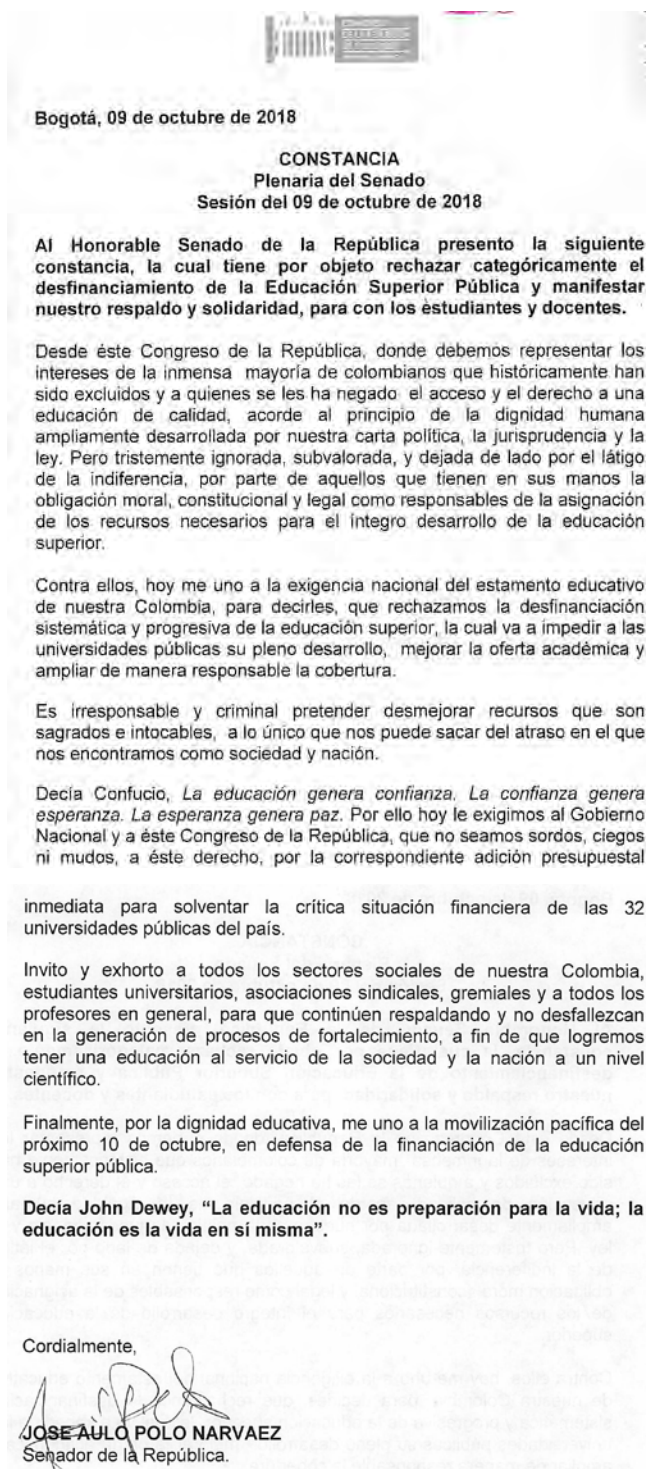 Bogotá, 09 de octubre de 2018
CONSTANCIA
Plenaria del Senado
Sesión del 09 de octubre de 2018
Al Honorable Senado de la República presento la siguiente
constancia, la cual tiene por objeto rechazar categóricamente el
desfinanciamiento de la Educación Superior Pública y manifestar
nuestro respaldo y solidaridad, para con los estudiantes y docentes.
Desde éste Congreso de la República, donde debemos representar los
intereses de la inmensa mayoría de colombianos que históricamente han
sido excluidos y a quienes se les ha negado el acceso y el derecho a una
educación de calidad, acorde al principio de la dignidad humana
ampliamente desarrollada por nuestra carta política, la jurisprudencia y la
ley. Pero tristemente ignorada, subvalorada, y dejada de lado por el látigo
de la indiferencia, por parte de aquellos que tienen en sus manos la
obligación moral, constitucional y legal como responsables de la asignación
de los recursos necesarios para el íntegro desarrollo de la educación
superior.
Contra ellos, hoy me uno a la exigencia nacional del estamento educativo
de nuestra Colombia, para decirles, que rechazamos la desfinanciación
sistemática y progresiva de la educación superior, la cual va a impedir a las
universidades públicas su pleno desarrollo, mejorar la oferta académica y
ampliar de manera responsable la cobertura.
Es irresponsable y criminal pretender desmejorar recursos que son
sagrados e intocables, a lo único que nos puede sacar del atraso en el que
nos encontramos como sociedad y nación.
Decía Confucio, La educación genera confianza. La confianza genera
esperanza. La esperanza genera paz. Por ello hoy le exigimos al Gobierno
Nacional y a éste Congreso de la República, que no seamos sordos, ciegos
ni mudos, a éste derecho, por la correspondiente adición presupuestal
inmediata para solventar la crítica situación financiera de las 32
universidades públicas del país.
Invito y exhorto a todos los sectores sociales de nuestra Colombia,
estudiantes universitarios, asociaciones sindicales, gremiales y a todos los
profesores en general, para que continúen respaldando y no desfallezcan
en la generación de procesos de fortalecimiento, a fin de que logremos
tener una educación al servicio de la sociedad y la nación a un nivel
científico.
Finalmente, por la dignidad educativa, me uno a la movilización pacífica del
próximo 10 de octubre, en defensa de la financiación de la educación
superior pública.
Decía John Dewey, “La educación no es preparación para la vida; la
educación es la vida en sí misma”.
Cordialmente,
JOSE AULO POLO NARVAEZ
Senador de la República.